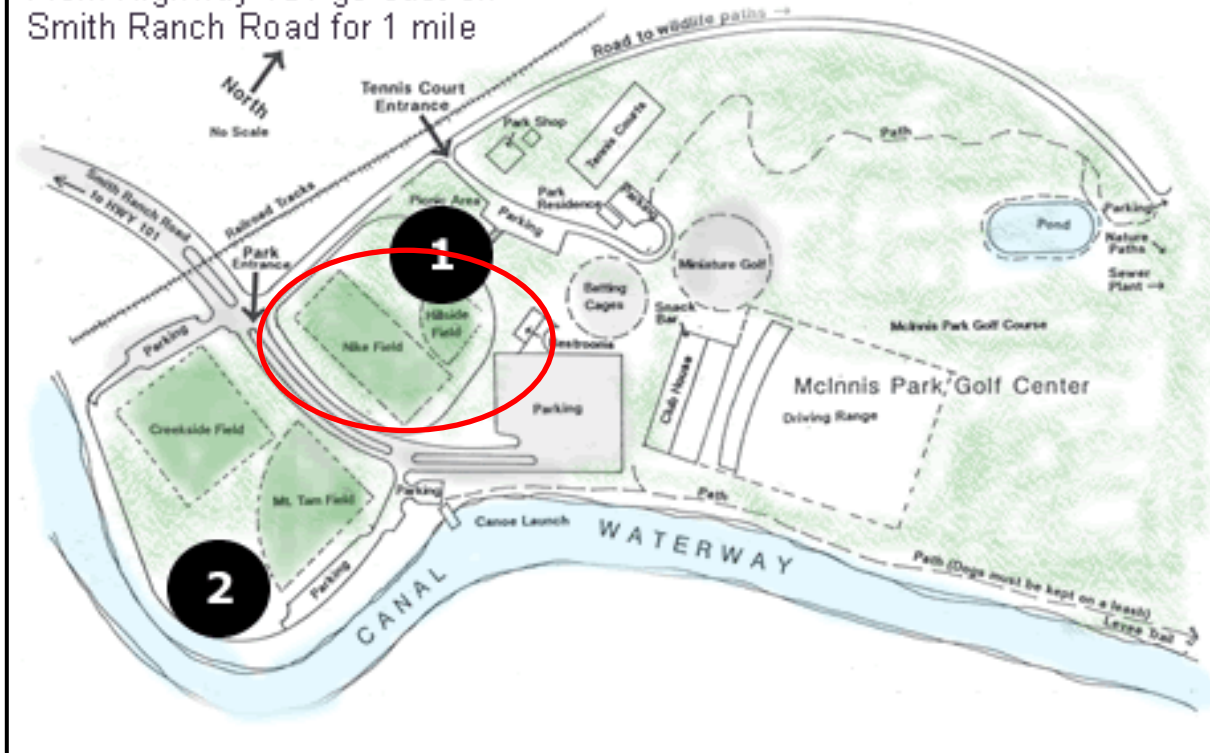 Smith Ranch Road for 1 mile
North
No Scale
Tennis Court
Entrance
Road to wildlife paths →
Park Shop
Tennis Courts
Path
Smith Ranch Road
to HWY 101
Railroad Tracks
Picnic Area
Park
Residence
Parking
Parking
Pond
Parking
Nature
Paths
Sewer
Plant →
Park
Entrance
1
Miniature Golf
Batting
Cages
Snack
Bar
McInnis Park Golf Course
Parking
Nike Field
Hillside
Field
Restrooms
Club House
McInnis Park Golf Center
Driving Range
Parking
Creekside Field
Mt. Tam Field
Parking
Canoe Launch
Path
CANAL WATERWAY
Path (Dogs must be kept on a leash)
Levee Trail
Parking
2